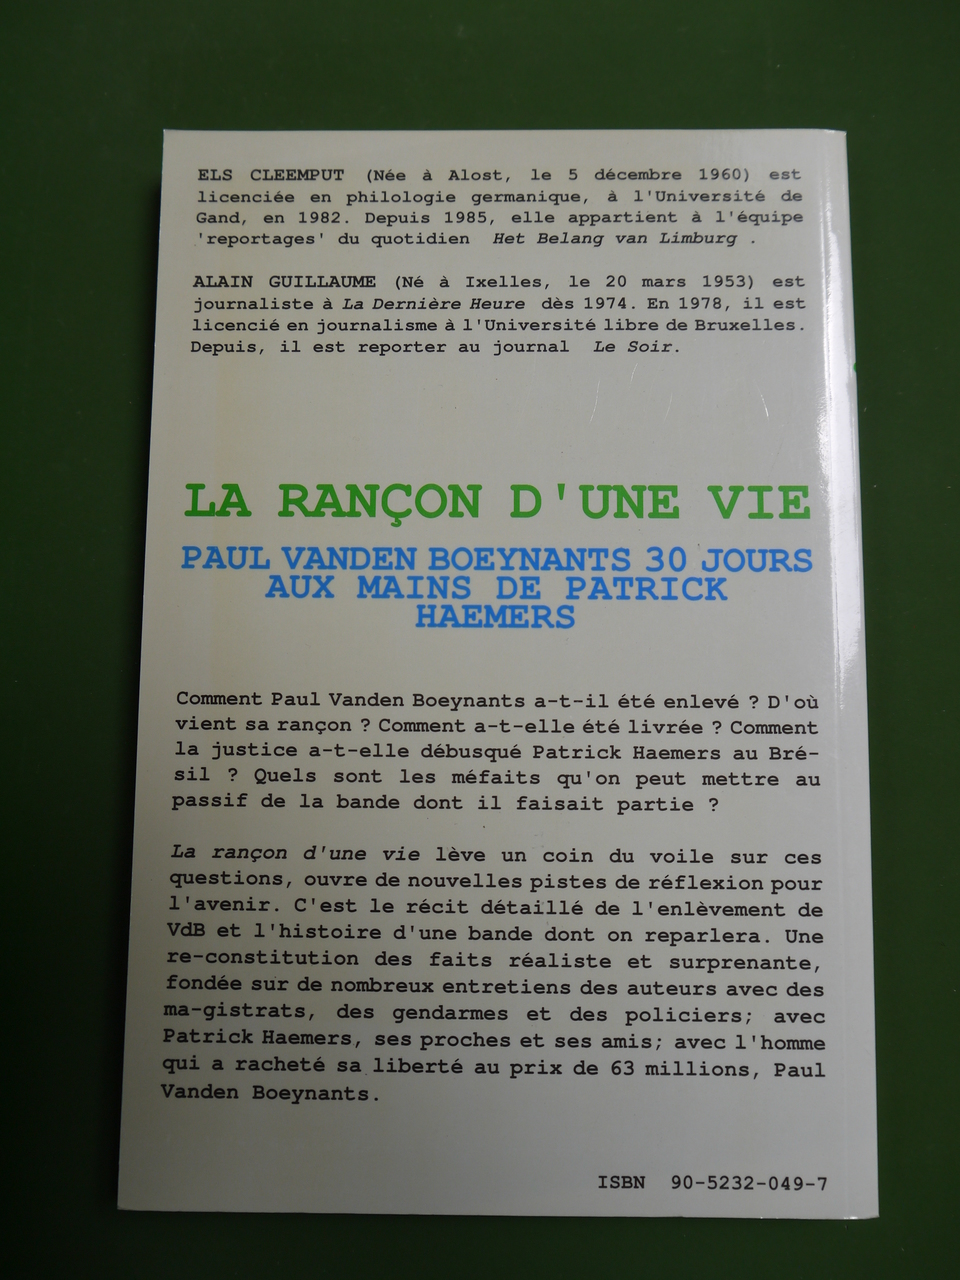 ELS CLEEMPUT (Née à Alost, le 5 décembre 1960) est
licenciée en philologie germanique, à l'Université de
Gand, en 1982. Depuis 1985, elle appartient à l'équipe
'reportages' du quotidien Het Belang van Limburg .
ALAIN GUILLAUME (Né à Ixelles, le 20 mars 1953) est
journaliste à La Dernière Heure dès 1974. En 1978, il est
licencié en journalisme à l'Université libre de Bruxelles.
Depuis, il est reporter au journal Le Soir.
LA RANÇON D'UNE VIE
PAUL VANDEN BOEYNANTS 30 JOURS
AUX MAINS DE PATRICK
HAEMERS
Comment Paul Vanden Boeynants a-t-il été enlevé ? D'où
vient sa rançon ? Comment a-t-elle été livrée ? Comment
la justice a-t-elle débusqué Patrick Haemers au Bré-
sil ? Quels sont les méfaits qu'on peut mettre au
passif de la bande dont il faisait partie ?
La rançon d'une vie lève un coin du voile sur ces
questions, ouvre de nouvelles pistes de réflexion pour
l'avenir. C'est le récit détaillé de l'enlèvement de
VdB et l'histoire d'une bande dont on reparlera. Une
re-constitution des faits réaliste et surprenante,
fondée sur de nombreux entretiens des auteurs avec des
ma-gistrats, des gendarmes et des policiers; avec
Patrick Haemers, ses proches et ses amis; avec l'homme
qui a racheté sa liberté au prix de 63 millions, Paul
Vanden Boeynants.
ISBN 90-5232-049-7